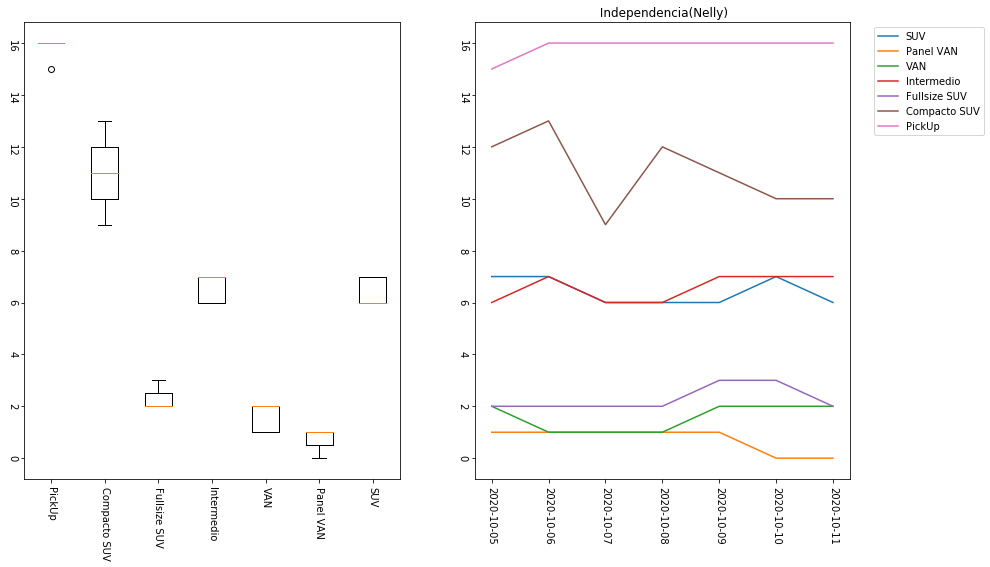 Independencia(Nelly)
16
14
12
10
8
6
4
2
0
PickUp
Compacto SUV
Fullsize SUV
Intermedio
VAN
Panel VAN
SUV
16
14
12
10
8
6
4
2
0
2020-10-05
2020-10-06
2020-10-07
2020-10-08
2020-10-09
2020-10-10
2020-10-11
SUV
Panel VAN
VAN
Intermedio
Fullsize SUV
Compacto SUV
PickUp